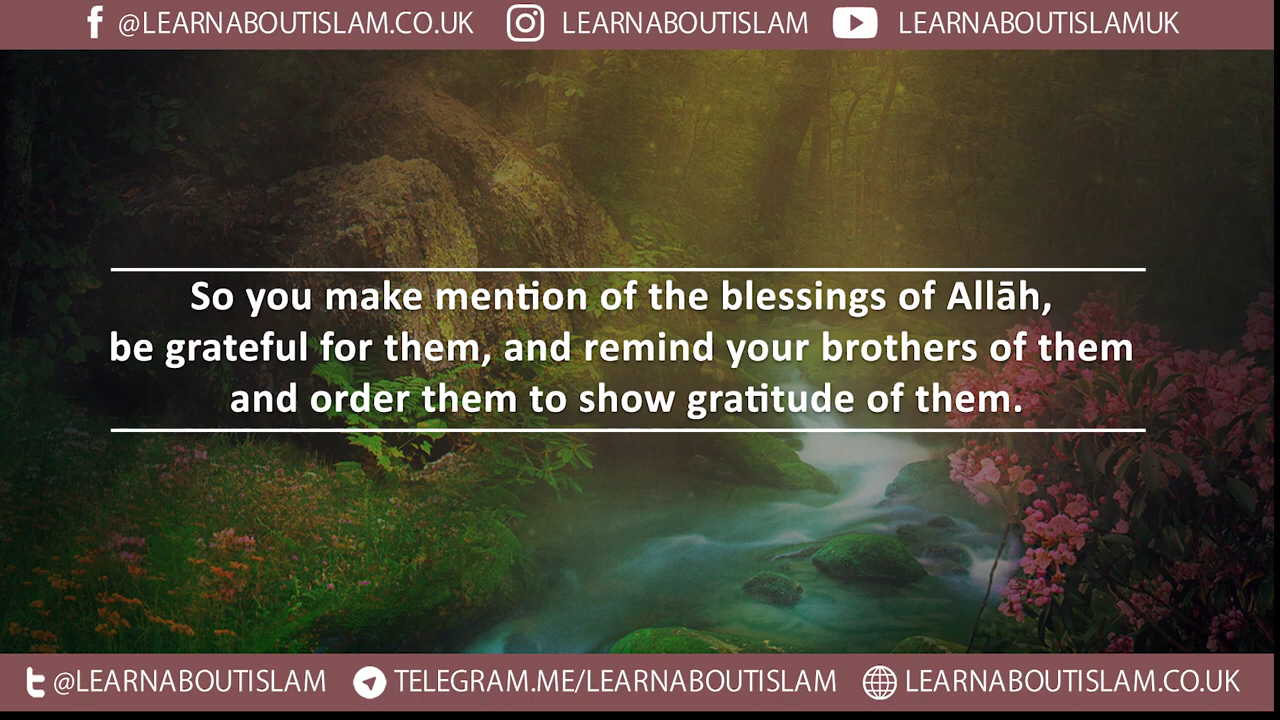 @LEARNABOUTISLAM.CO.UK LEARNABOUTISLAM LEARNABOUTISLAMUK
So you make mention of the blessings of Allāh,
be grateful for them, and remind your brothers of them
and order them to show gratitude of them.
@LEARNABOUTISLAM TELEGRAM.ME/LEARNABOUTISLAM LEARNABOUTISLAM.CO.UK